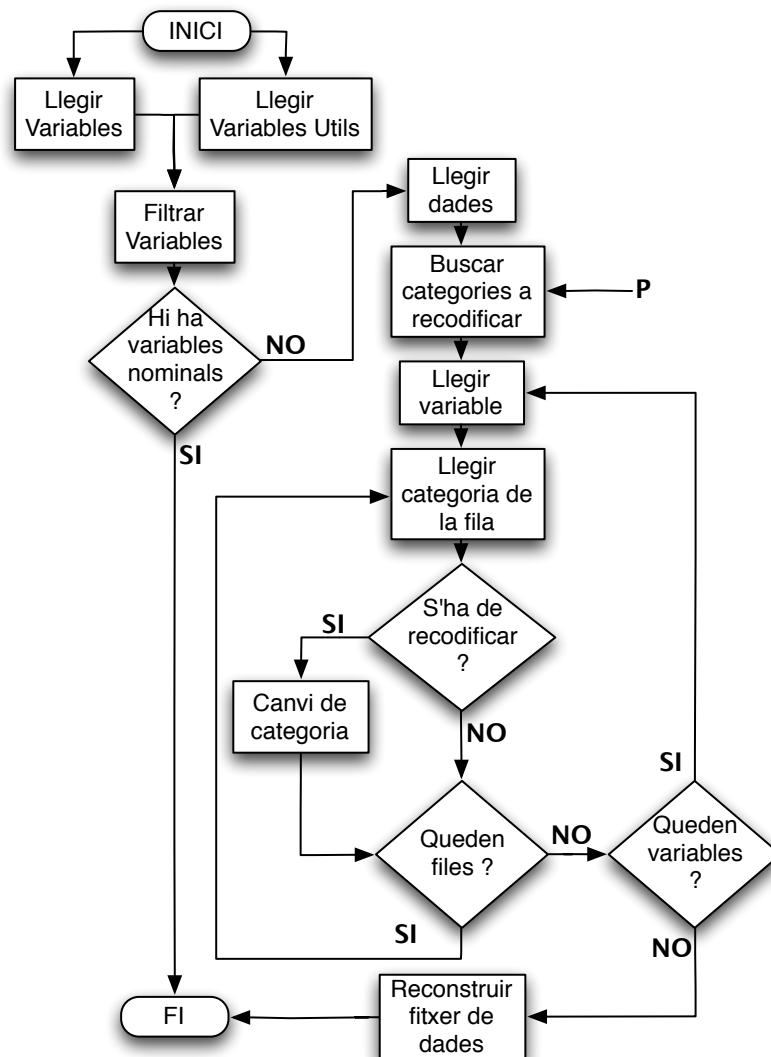 INICI
Llegir
Variables
Llegir
Variables Utils
Filtrar
Variables
Hi ha
variables
nominals
?
NO
SI
Llegir
dades
Buscar
categories a
recodificar
P
Llegir
variable
Llegir
categoria de
la fila
S'ha de
recodificar
?
SI
Canvi de
categoria
NO
Queden
files ?
NO
SI
Queden
variables
?
SI
NO
Reconstruir
fitxer de
dades
FI